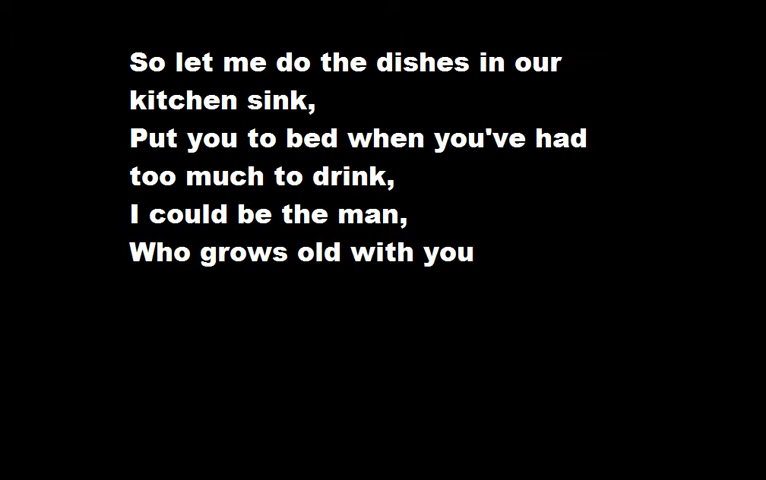 So let me do the dishes in our
kitchen sink,
Put you to bed when you've had
too much to drink,
I could be the man,
Who grows old with you